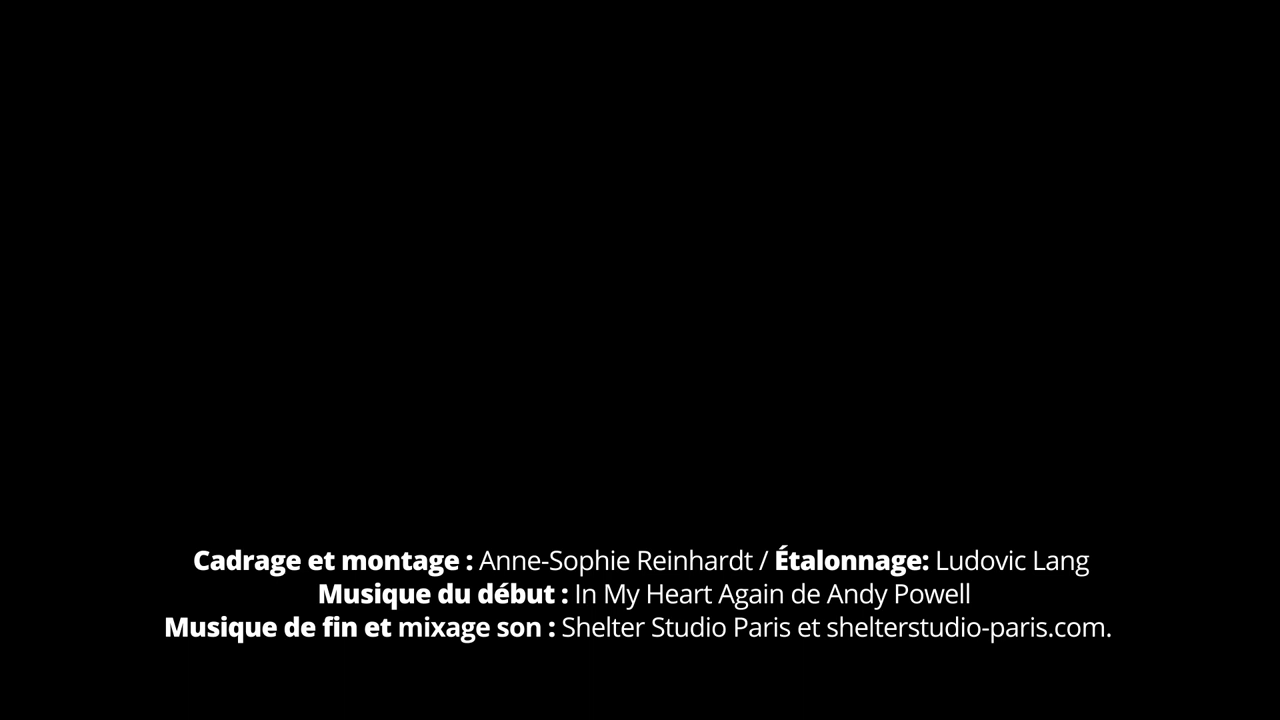 Cadrage et montage : Anne-Sophie Reinhardt / Étalonnage: Ludovic Lang
Musique du début : In My Heart Again de Andy Powell
Musique de fin et mixage son : Shelter Studio Paris et shelterstudio-paris.com.